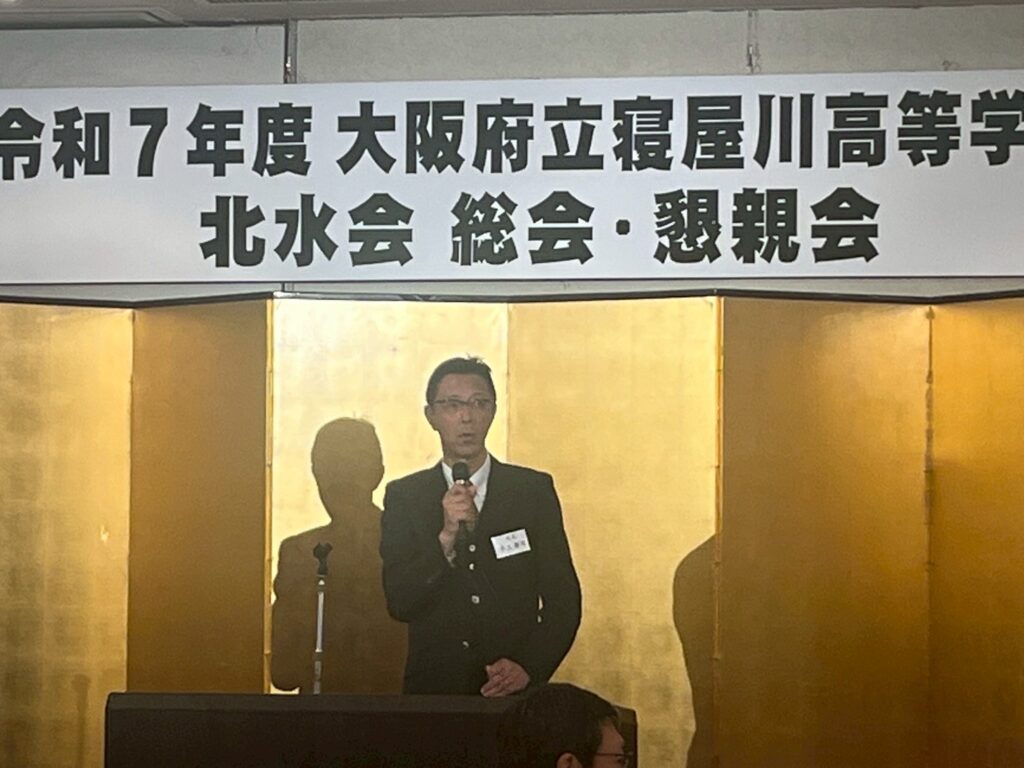 令和7年度 大阪府立寝屋川高等学
北水会 総会・懇親会